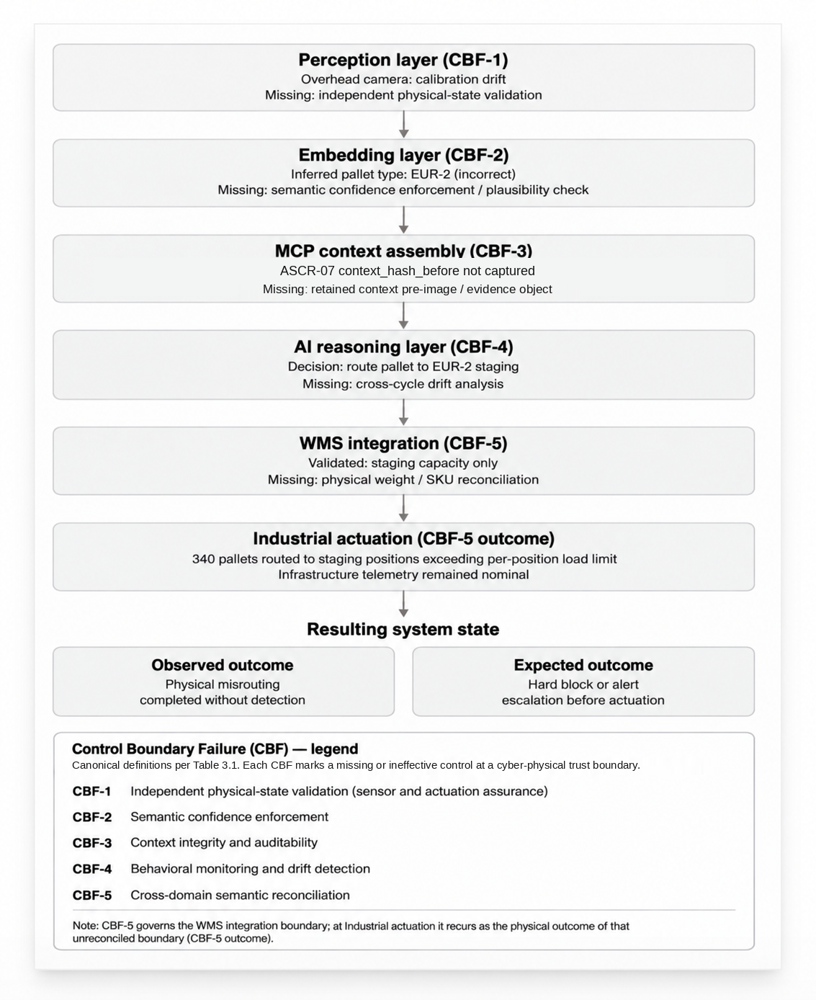 Perception layer (CBF-1)
Overhead camera: calibration drift
Missing: independent physical-state validation
Embedding layer (CBF-2)
Inferred pallet type: EUR-2 (incorrect)
Missing: semantic confidence enforcement / plausibility check
MCP context assembly (CBF-3)
ASCR-07 context_hash_before not captured
Missing: retained context pre-image / evidence object
AI reasoning layer (CBF-4)
Decision: route pallet to EUR-2 staging
Missing: cross-cycle drift analysis
WMS integration (CBF-5)
Validated: staging capacity only
Missing: physical weight / SKU reconciliation
Industrial actuation (CBF-5 outcome)
340 pallets routed to staging positions exceeding per-position load limit
Infrastructure telemetry remained nominal
Resulting system state
Observed outcome
Physical misrouting
completed without detection
Expected outcome
Hard block or alert
escalation before actuation
Control Boundary Failure (CBF) — legend
Canonical definitions per Table 3.1. Each CBF marks a missing or ineffective control at a cyber-physical trust boundary.
CBF-1 Independent physical-state validation (sensor and actuation assurance)
CBF-2 Semantic confidence enforcement
CBF-3 Context integrity and auditability
CBF-4 Behavioral monitoring and drift detection
CBF-5 Cross-domain semantic reconciliation
Note: CBF-5 governs the WMS integration boundary; at Industrial actuation it recurs as the physical outcome of that
unreconciled boundary (CBF-5 outcome).